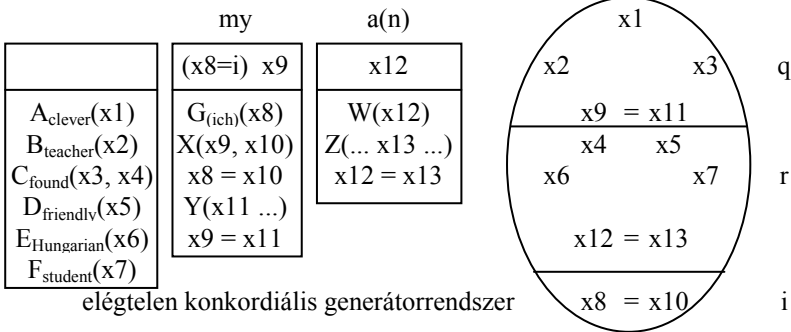 my a(n) x1
(x8=i) x9 x12 x2 x3 q
A_clever(x1) G_(ich)(x8) W(x12) x9 = x11
B_teacher(x2) X(x9, x10) Z(... x13 ...) x4 x5
C_found(x3, x4) x8 = x10 x12 = x13 x6 x7 r
D_friendly(x5) Y(x11 ...)
E_Hungarian(x6) x9 = x11 x12 = x13
F_student(x7)
elégtelen konkordiális generátorrendszer x8 = x10 i